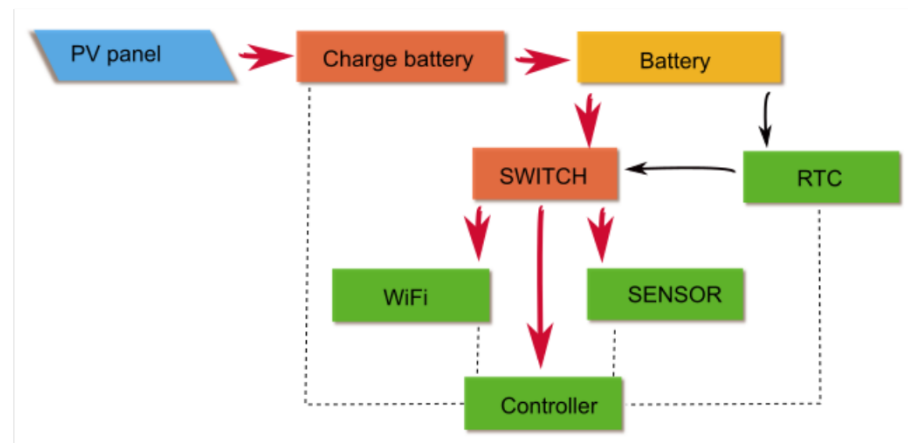 PV panel
Charge battery
Battery
SWITCH
RTC
WiFi
SENSOR
Controller